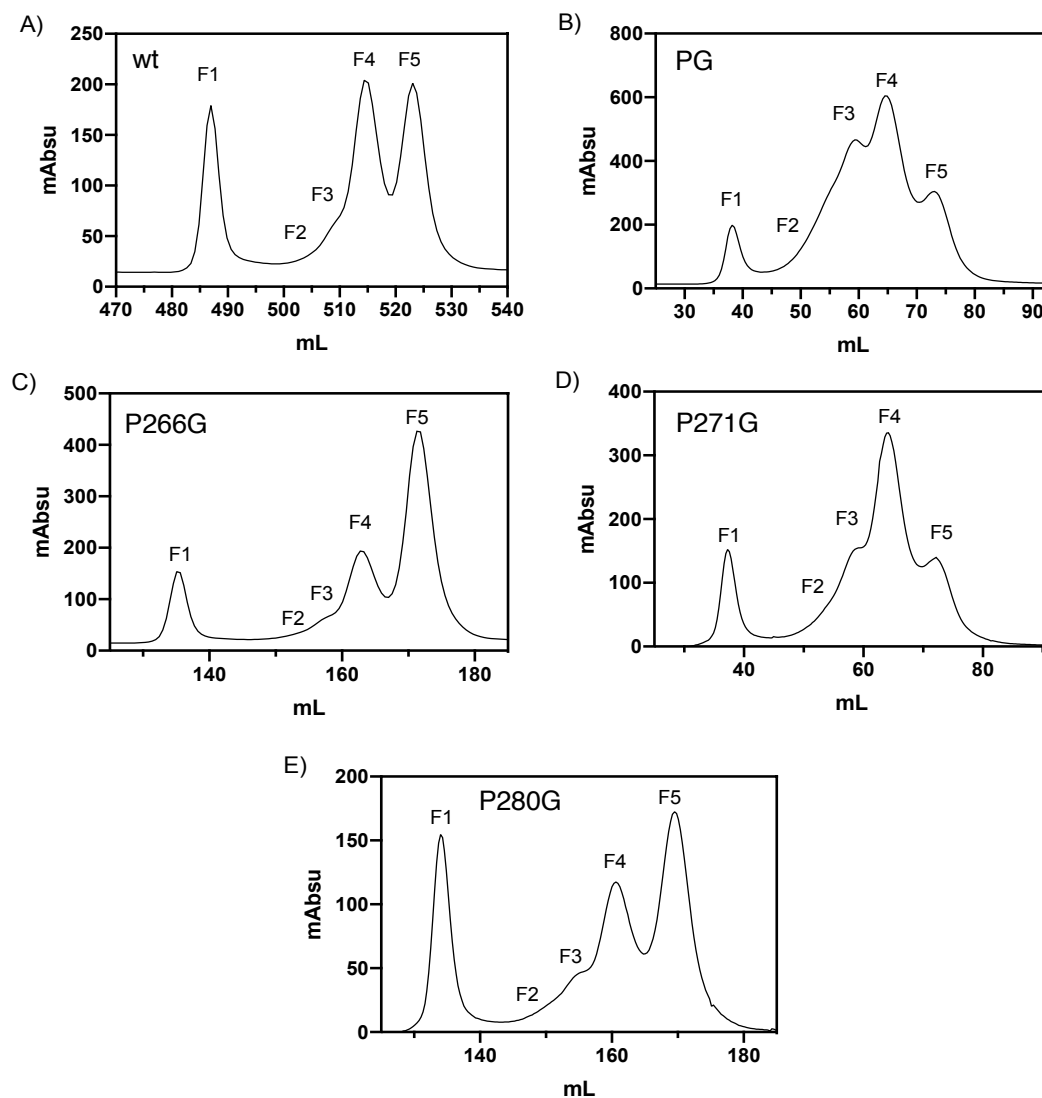 A)
wt
F1
F2
F3
F4
F5
250
200
150
100
50
0
mAbsu
470 480 490 500 510 520 530 540
mL
B)
PG
F1
F2
F3
F4
F5
800
600
400
200
0
mAbsu
30 40 50 60 70 80 90
mL
C)
P266G
F1
F2
F3
F4
F5
500
400
300
200
100
0
mAbsu
140 160 180
mL
D)
P271G
F1
F2
F3
F4
F5
400
300
200
100
0
mAbsu
40 60 80
mL
E)
P280G
F1
F2
F3
F4
F5
200
150
100
50
0
mAbsu
140 160 180
mL